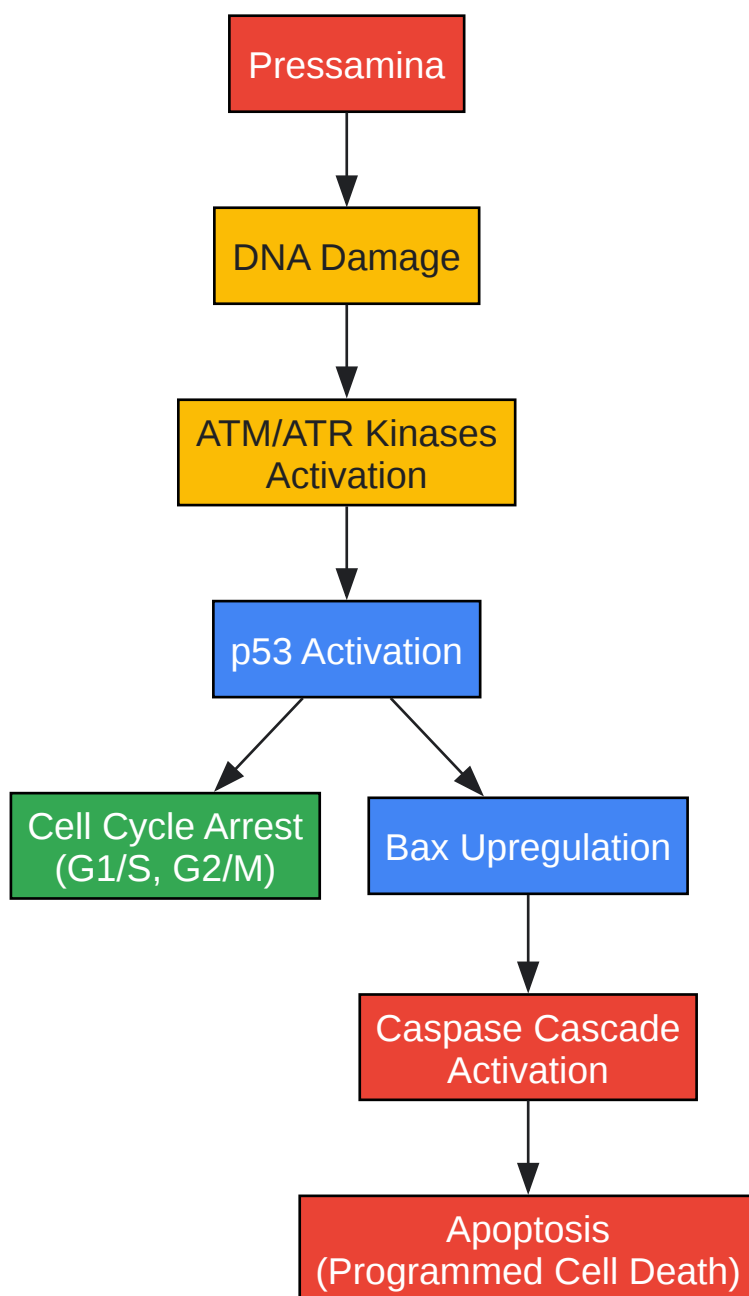 Pressamina
DNA Damage
ATM/ATR Kinases
Activation
p53 Activation
Cell Cycle Arrest
(G1/S, G2/M)
Bax Upregulation
Caspase Cascade
Activation
Apoptosis
(Programmed Cell Death)